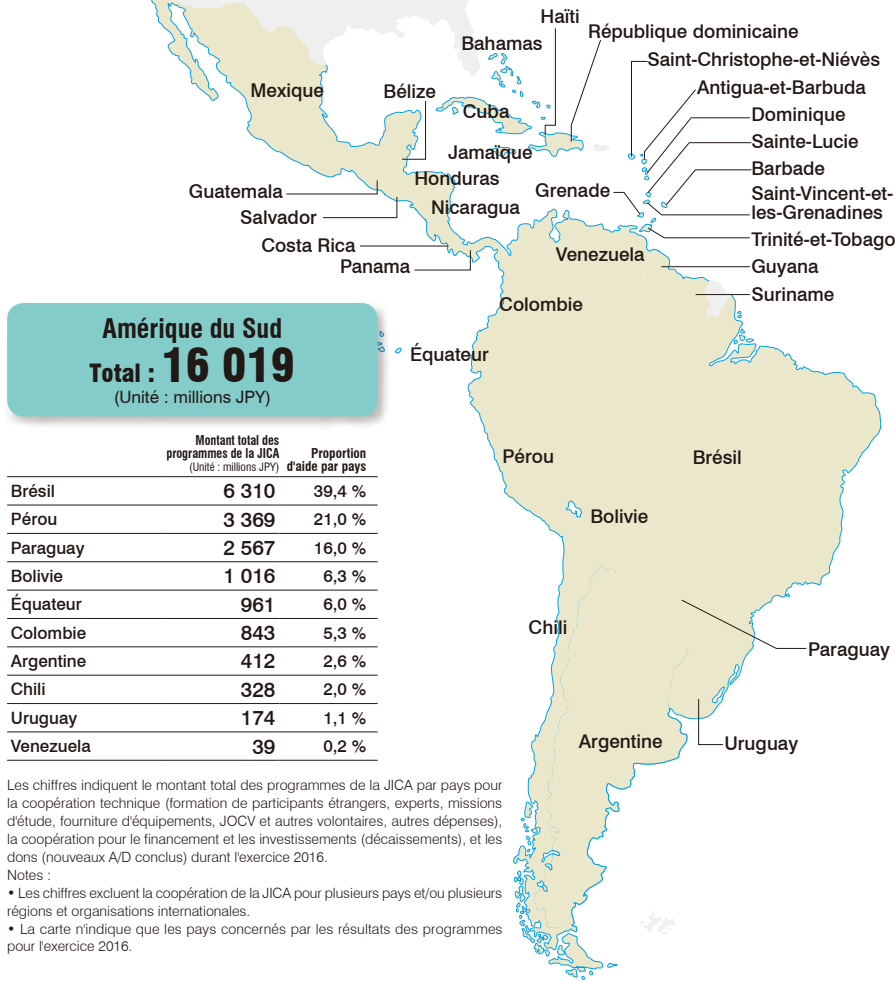 Haïti
République dominicaine
Bahamas
Saint-Christophe-et-Niévès
Antigua-et-Barbuda
Mexique
Bélize
Cuba
Dominique
Sainte-Lucie
Jamaïque
Barbade
Honduras
Guatemala
Grenade
Saint-Vincent-et-
les-Grenadines
Nicaragua
Salvador
Trinité-et-Tobago
Costa Rica
Venezuela
Panama
Guyana
Suriname
Colombie
Équateur
Pérou
Brésil
Bolivie
Chili
Paraguay
Argentine
Uruguay
Amérique du Sud
Total : 16 019
(Unité : millions JPY)
Montant total des
programmes de la JICA
(Unité : millions JPY)
Proportion
d'aide par pays
Brésil 6 310 39,4 %
Pérou 3 369 21,0 %
Paraguay 2 567 16,0 %
Bolivie 1 016 6,3 %
Équateur 961 6,0 %
Colombie 843 5,3 %
Argentine 412 2,6 %
Chili 328 2,0 %
Uruguay 174 1,1 %
Venezuela 39 0,2 %
Les chiffres indiquent le montant total des programmes de la JICA par pays pour
la coopération technique (formation de participants étrangers, experts, missions
d'étude, fourniture d'équipements, JOCV et autres volontaires, autres dépenses),
la coopération pour le financement et les investissements (décaissements), et les
dons (nouveaux A/D conclus) durant l'exercice 2016.
Notes :
• Les chiffres excluent la coopération de la JICA pour plusieurs pays et/ou plusieurs
régions et organisations internationales.
• La carte n'indique que les pays concernés par les résultats des programmes
pour l'exercice 2016.